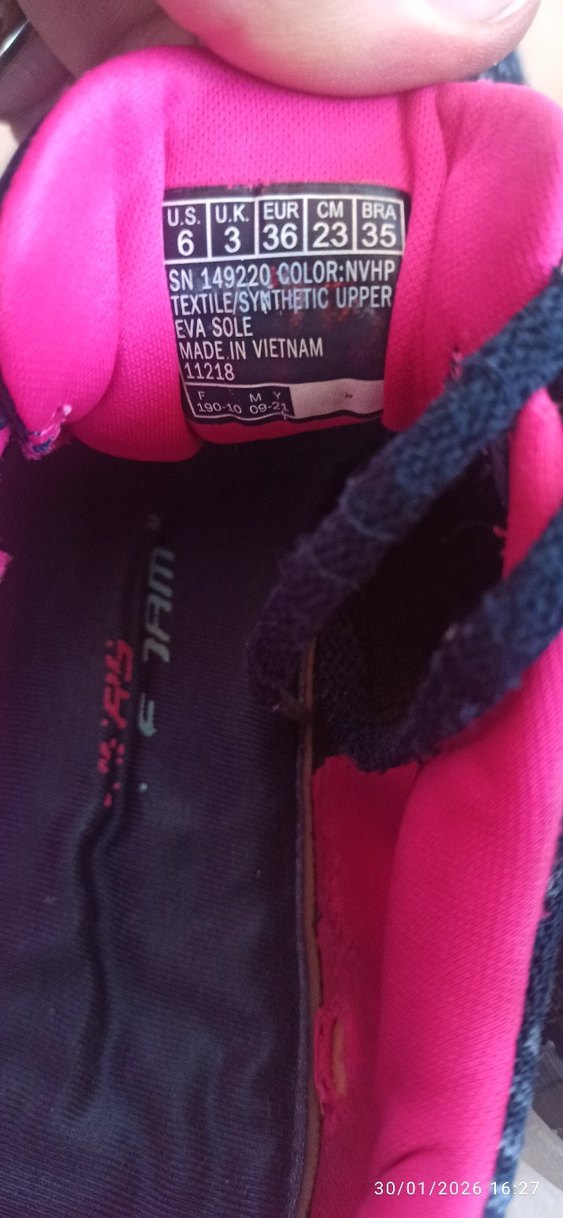 U.S. U.K. EUR CM BRA
6 3 36 23 35
SN 149220 COLOR:NVHP
TEXTILE/SYNTHETIC UPPER
EVA SOLE
MADE IN VIETNAM
11218
F M Y
190-10 09-21
30/01/2026 16:27